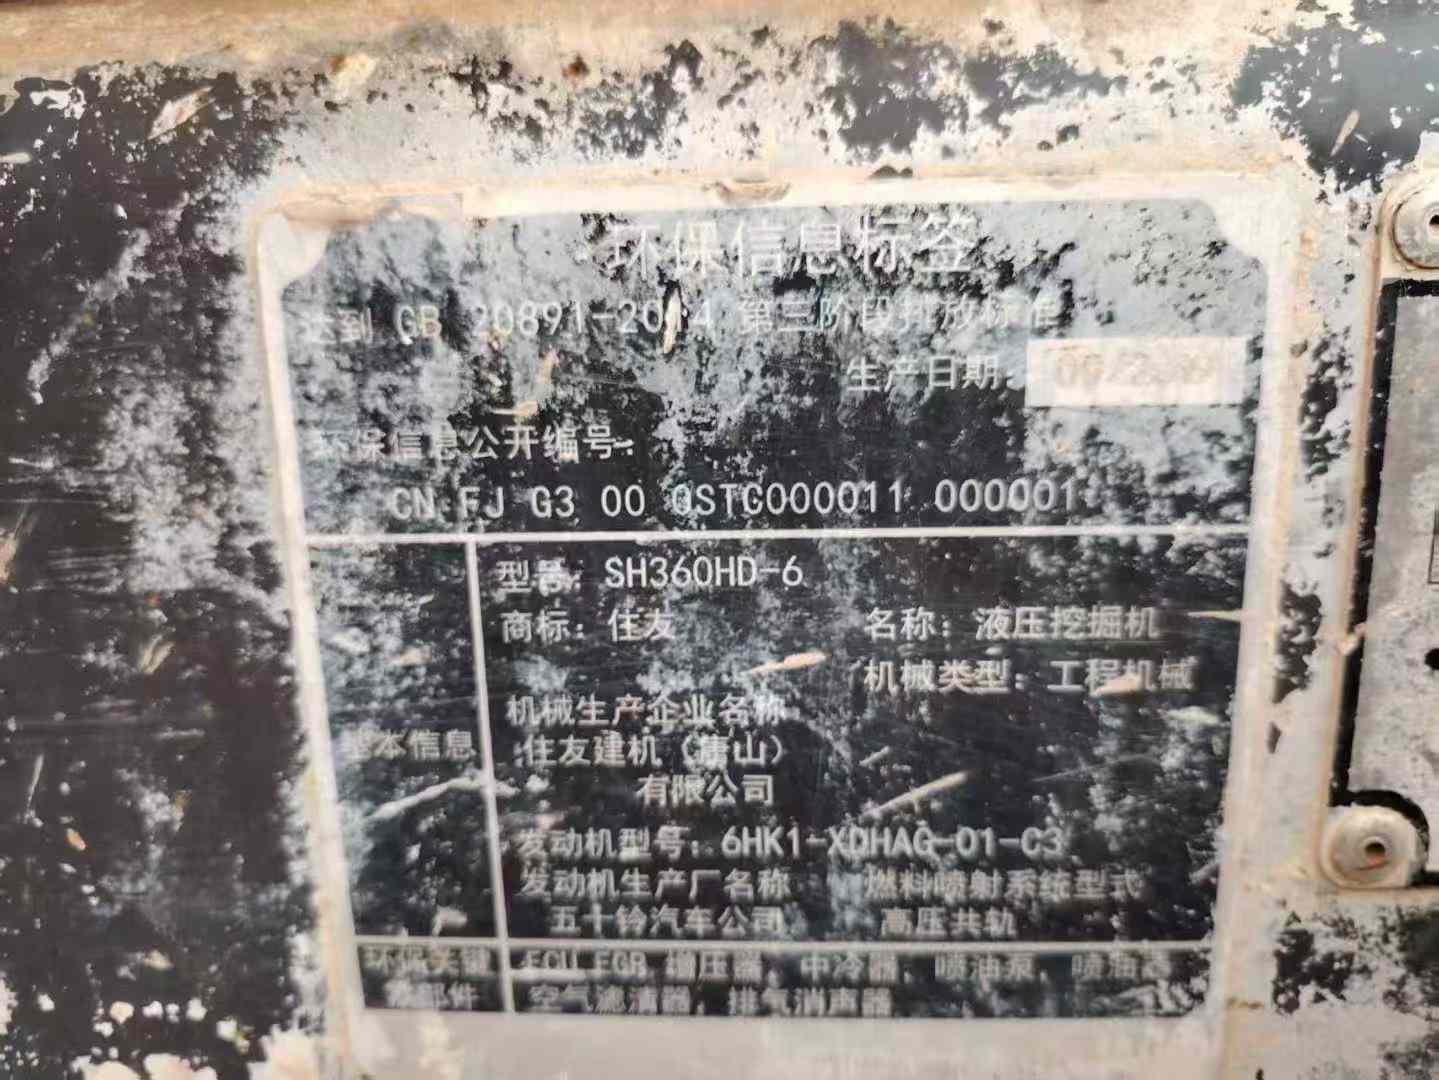 环保信息标签
达到 GB 20891-2014 第三阶段排放标准
生产日期:
环保信息公开编号:
CN FJ G3 00 0STG000011 000001
型号: SH360HD-6
商标: 住友 名称: 液压挖掘机
机械类型: 工程机械
机械生产企业名称
基本信息 住友建机（唐山）
有限公司
发动机型号: 6HK1-XDHAG-01-C3
发动机生产厂名称 燃料喷射系统型式
五十铃汽车公司 高压共轨
环保关键 ECU、EGR、增压器、中冷器、喷油泵、喷油器
零部件 空气滤清器、排气消声器